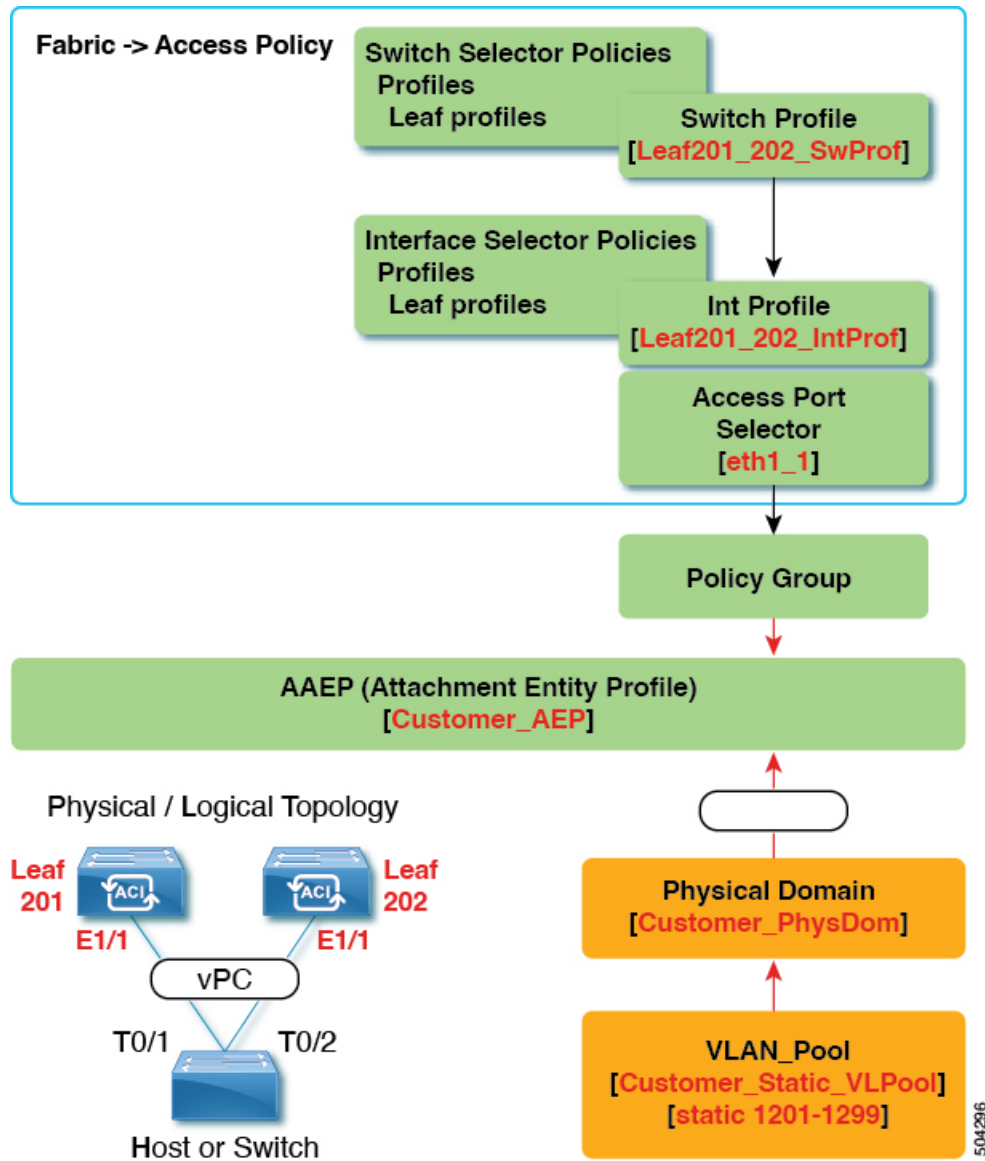 Fabric -> Access Policy
Switch Selector Policies
Profiles
Leaf profiles
Switch Profile
[Leaf201_202_SwProf]
Interface Selector Policies
Profiles
Leaf profiles
Int Profile
[Leaf201_202_IntProf]
Access Port
Selector
[eth1_1]
Policy Group
AAEP (Attachment Entity Profile)
[Customer_AEP]
Physical / Logical Topology
Leaf
201
ACI
ACI
Leaf
202
E1/1
E1/1
vPC
T0/1
T0/2
Host or Switch
Physical Domain
[Customer_PhysDom]
VLAN_Pool
[Customer_Static_VLPool]
[static 1201-1299]
504296